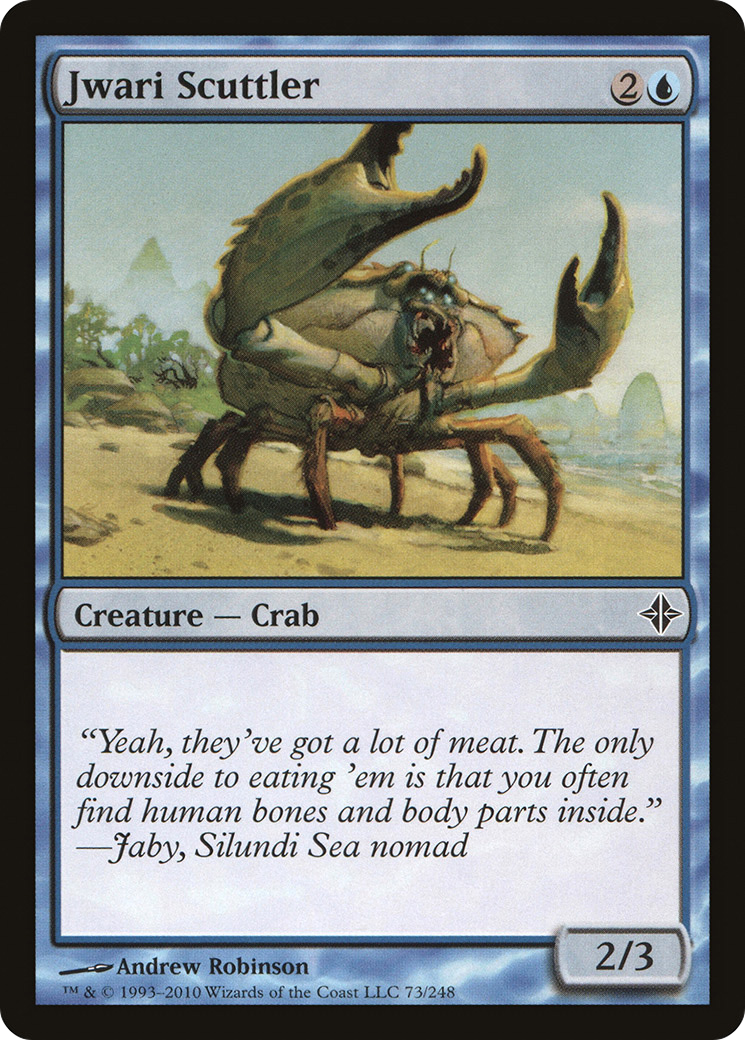 Jwari Scuttler 2
Creature — Crab
“Yeah, they’ve got a lot of meat. The only
downside to eating ’em is that you often
find human bones and body parts inside.”
—Jaby, Silundi Sea nomad
2/3
Andrew Robinson
™ & © 1993–2010 Wizards of the Coast LLC 73/248